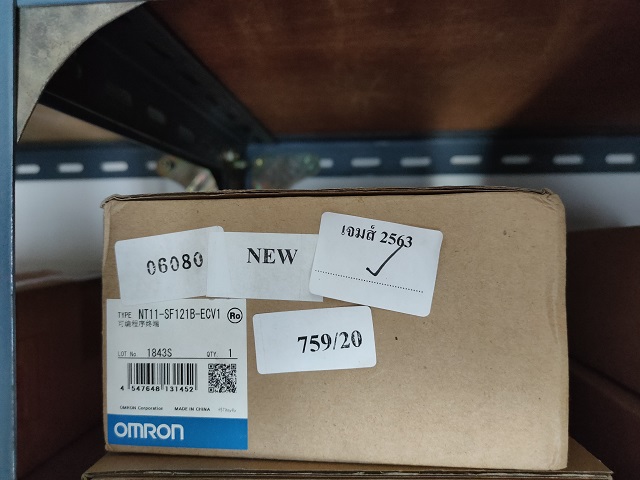 06080
NEW
เจมส์ 2563
759/20
TYPE NT11-SF121B-ECV1 Ro
可编程序终端
LOT No 1843S QTY. 1
4 547648 131452
OMRON Corporation MADE IN CHINA
OMRON